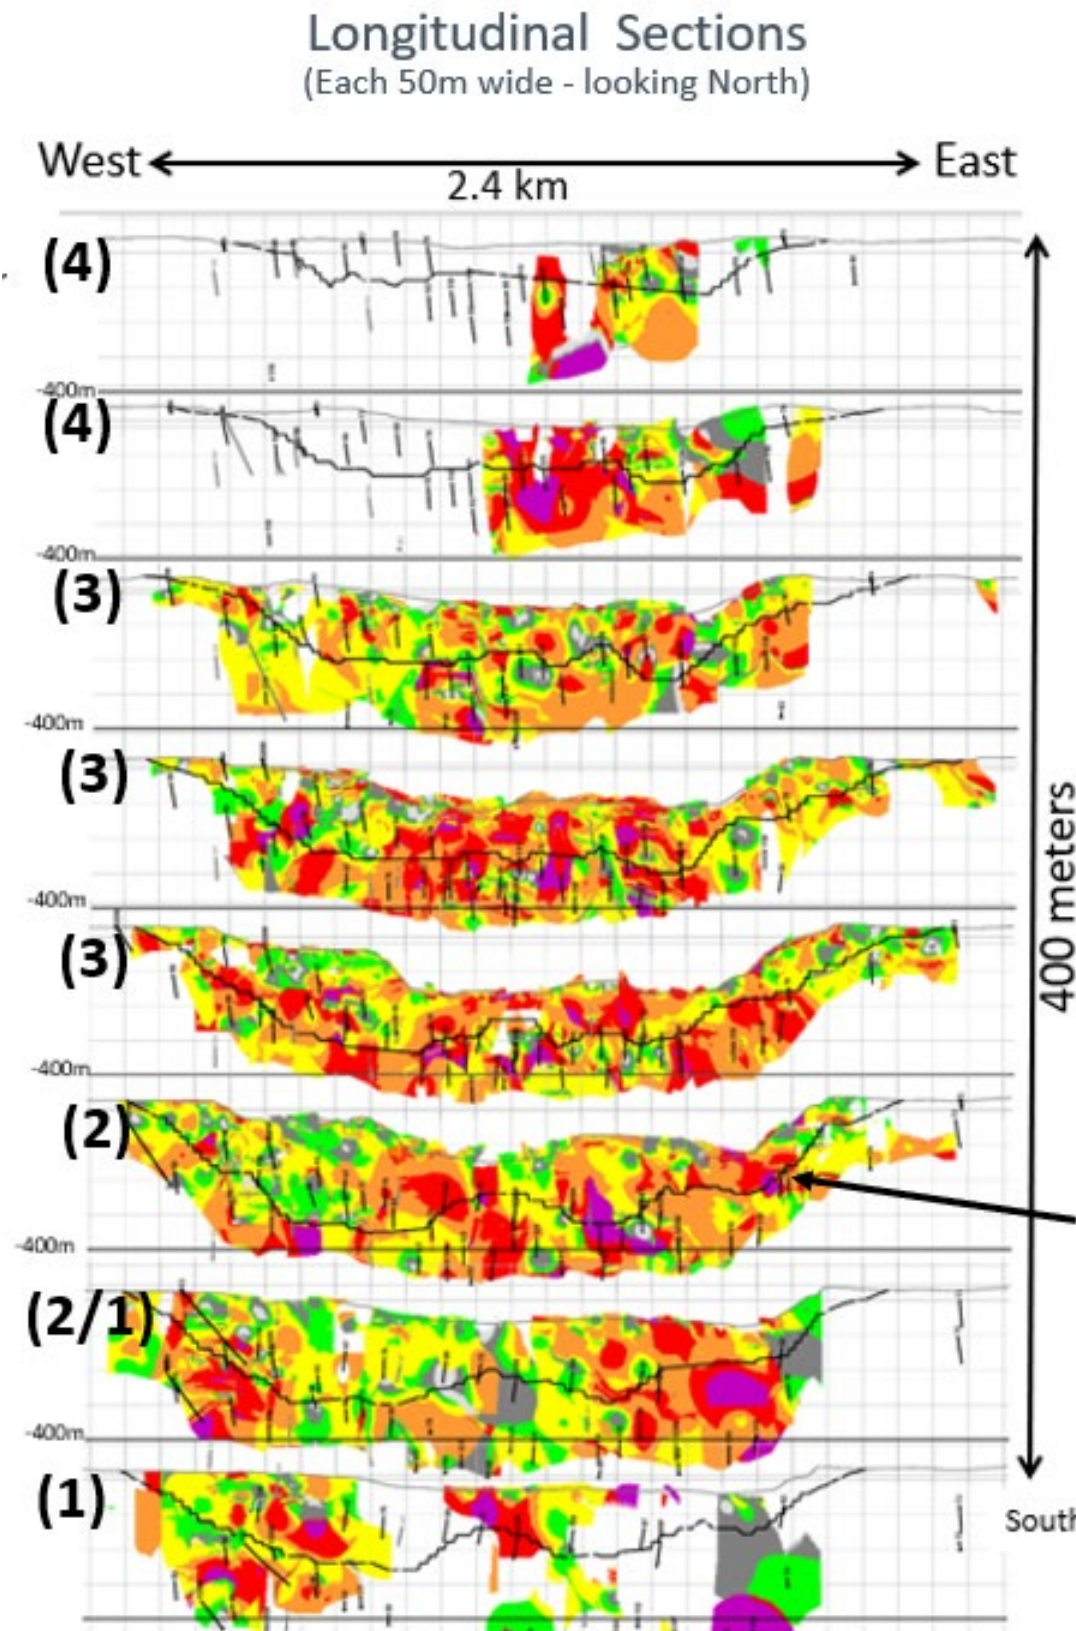 Longitudinal Sections
(Each 50m wide - looking North)
West East
2.4 km
(4)
-400m
(4)
-400m
(3)
-400m
(3)
-400m
(3)
-400m
(2)
-400m
(2/1)
-400m
(1)
400 meters
South